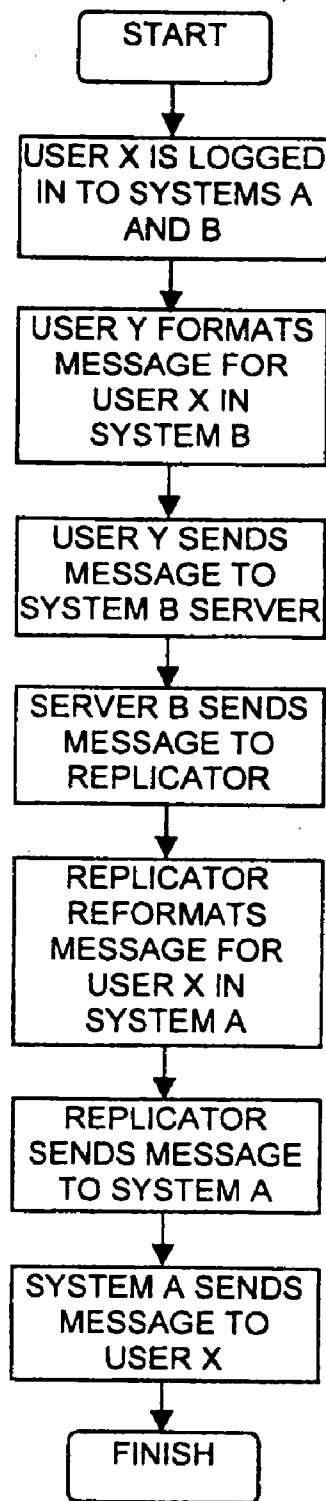 START
USER X IS LOGGED
IN TO SYSTEMS A
AND B
USER Y FORMATS
MESSAGE FOR
USER X IN
SYSTEM B
USER Y SENDS
MESSAGE TO
SYSTEM B SERVER
SERVER B SENDS
MESSAGE TO
REPLICATOR
REPLICATOR
REFORMATS
MESSAGE FOR
USER X IN
SYSTEM A
REPLICATOR
SENDS MESSAGE
TO SYSTEM A
SYSTEM A SENDS
MESSAGE TO
USER X
FINISH